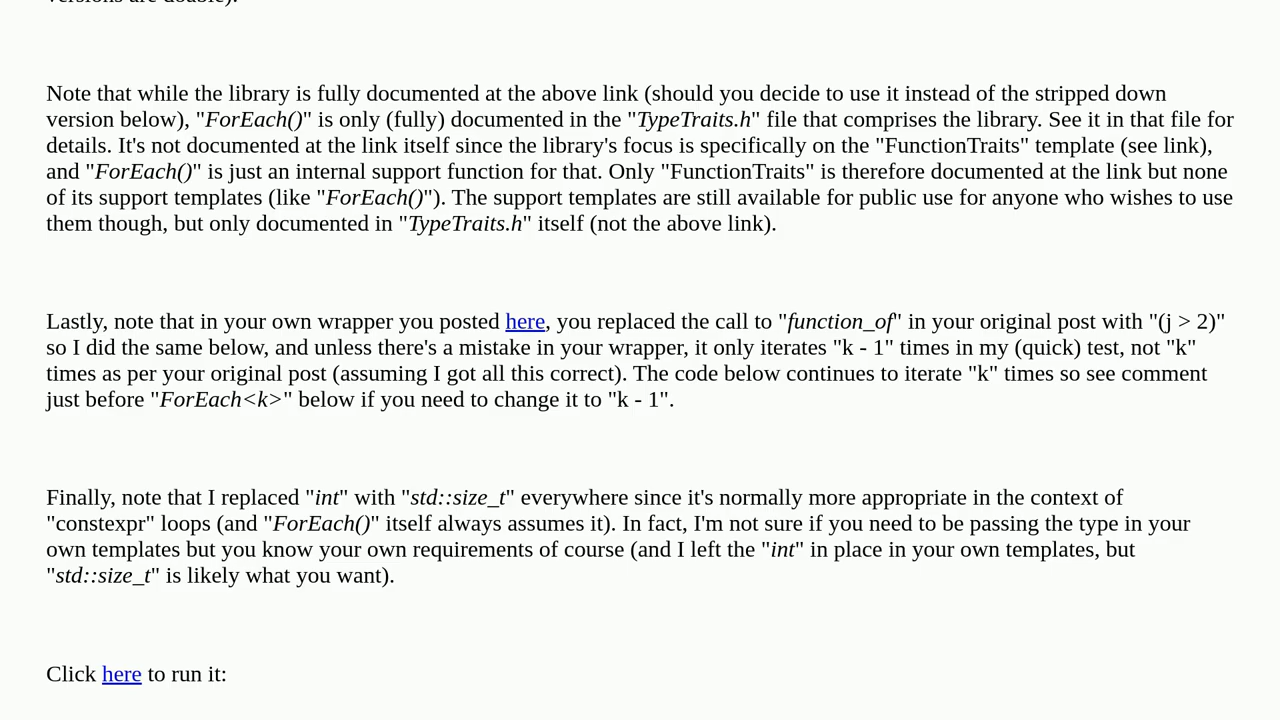 versions are double).
Note that while the library is fully documented at the above link (should you decide to use it instead of the stripped down
version below), "ForEach()" is only (fully) documented in the "TypeTraits.h" file that comprises the library. See it in that file for
details. It's not documented at the link itself since the library's focus is specifically on the "FunctionTraits" template (see link),
and "ForEach()" is just an internal support function for that. Only "FunctionTraits" is therefore documented at the link but none
of its support templates (like "ForEach()"). The support templates are still available for public use for anyone who wishes to use
them though, but only documented in "TypeTraits.h" itself (not the above link).
Lastly, note that in your own wrapper you posted here, you replaced the call to "function_of" in your original post with "(j > 2)"
so I did the same below, and unless there's a mistake in your wrapper, it only iterates "k - 1" times in my (quick) test, not "k"
times as per your original post (assuming I got all this correct). The code below continues to iterate "k" times so see comment
just before "ForEach<k>" below if you need to change it to "k - 1".
Finally, note that I replaced "int" with "std::size_t" everywhere since it's normally more appropriate in the context of
"constexpr" loops (and "ForEach()" itself always assumes it). In fact, I'm not sure if you need to be passing the type in your
own templates but you know your own requirements of course (and I left the "int" in place in your own templates, but
"std::size_t" is likely what you want).
Click here to run it: